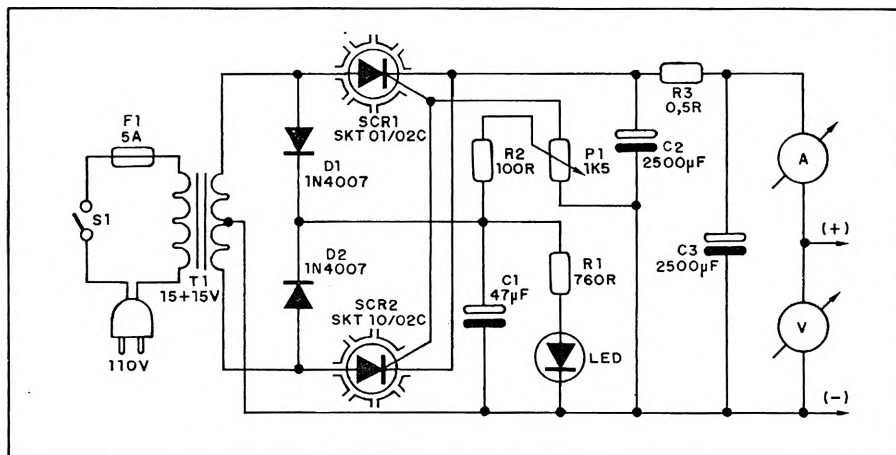 F1
5A
S1
110V
T1
15+15V
SCR1
SKT 01/02C
D1
1N4007
D2
1N4007
SCR2
SKT 10/02C
R2
100R
P1
1K5
C1
47µF
R1
760R
LED
C2
2500µF
R3
0,5R
C3
2500µF
A
(+)
V
(-)